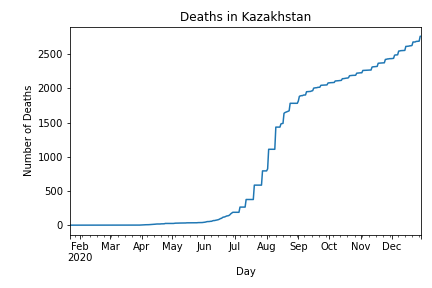 Deaths in Kazakhstan
Number of Deaths
2500
2000
1500
1000
500
0
Feb Mar Apr May Jun Jul Aug Sep Oct Nov Dec
2020
Day